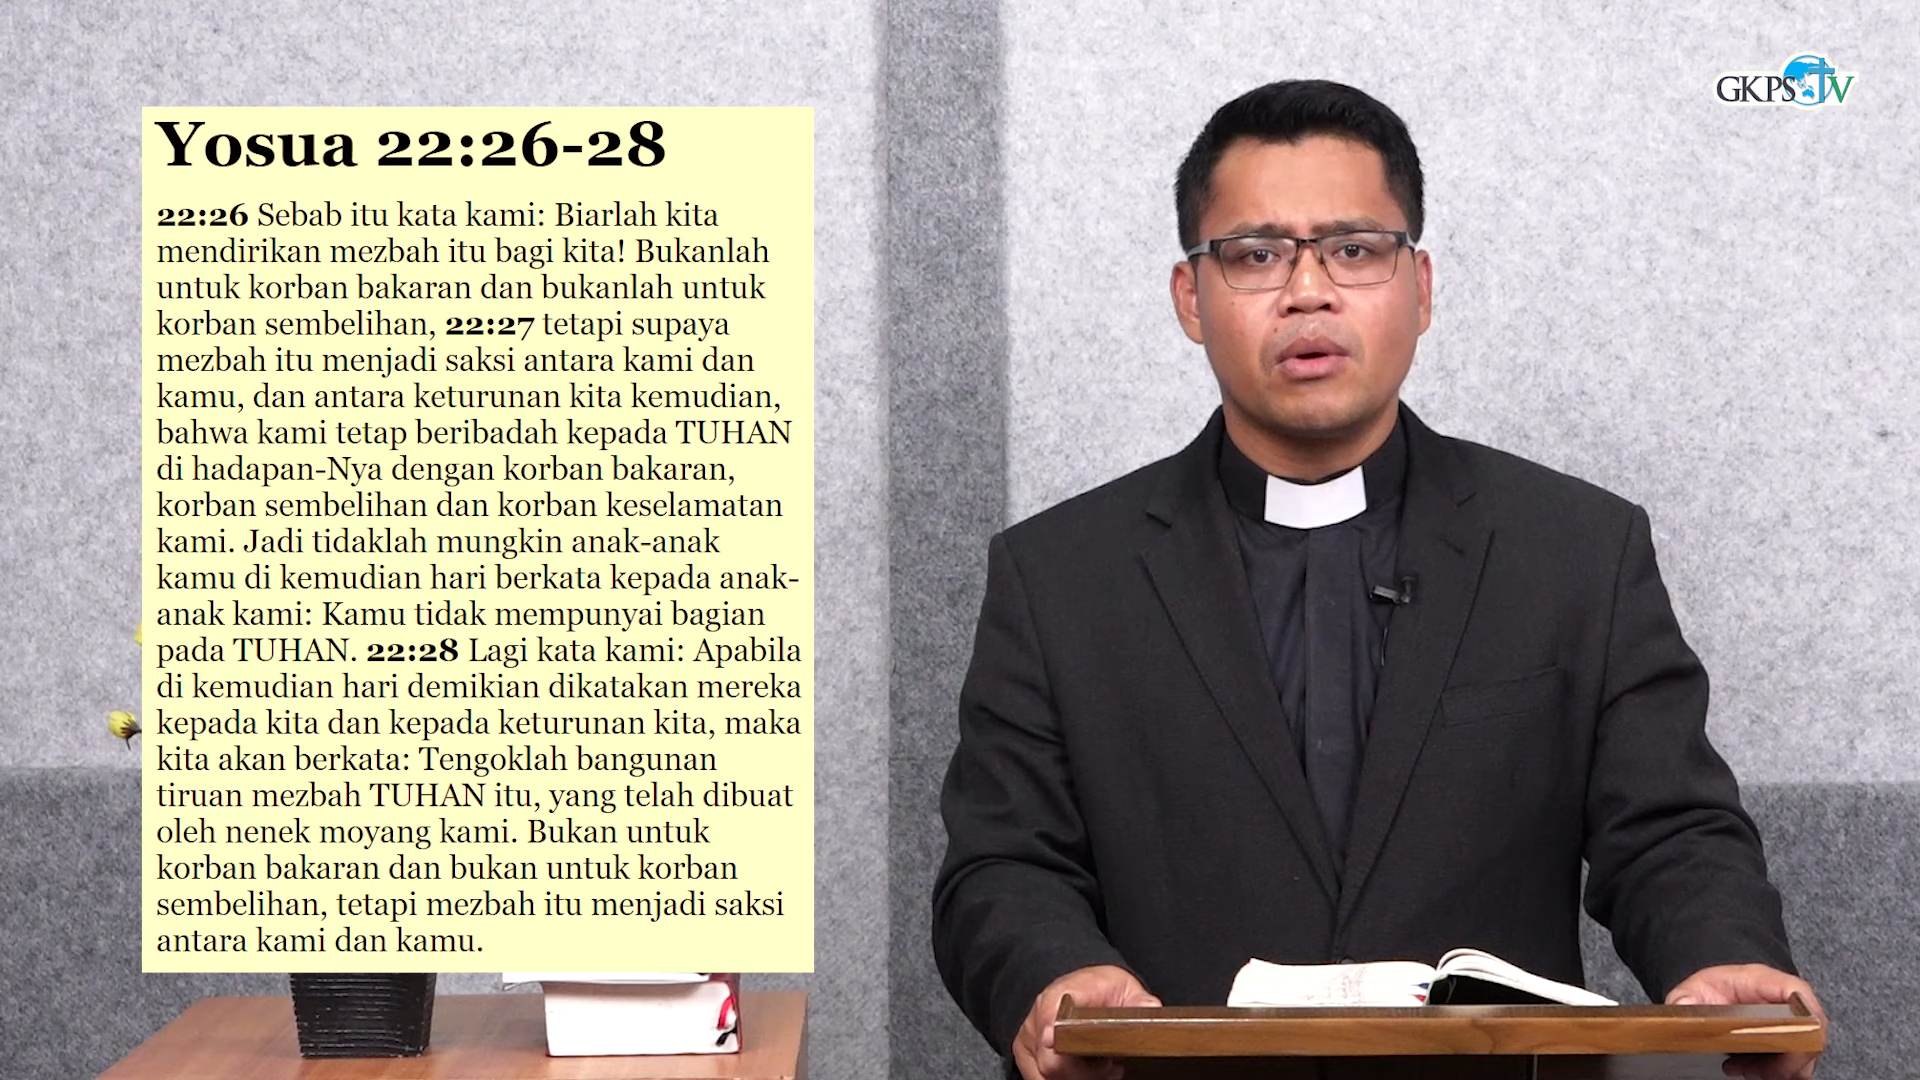 Yosua 22:26-28
22:26 Sebab itu kata kami: Biarlah kita
mendirikan mezbah itu bagi kita! Bukanlah
untuk korban bakaran dan bukanlah untuk
korban sembelihan, 22:27 tetapi supaya
mezbah itu menjadi saksi antara kami dan
kamu, dan antara keturunan kita kemudian,
bahwa kami tetap beribadah kepada TUHAN
di hadapan-Nya dengan korban bakaran,
korban sembelihan dan korban keselamatan
kami. Jadi tidaklah mungkin anak-anak
kamu di kemudian hari berkata kepada anak-
anak kami: Kamu tidak mempunyai bagian
pada TUHAN. 22:28 Lagi kata kami: Apabila
di kemudian hari demikian dikatakan mereka
kepada kita dan kepada keturunan kita, maka
kita akan berkata: Tengoklah bangunan
tiruan mezbah TUHAN itu, yang telah dibuat
oleh nenek moyang kami. Bukan untuk
korban bakaran dan bukan untuk korban
sembelihan, tetapi mezbah itu menjadi saksi
antara kami dan kamu.
GKPS TV